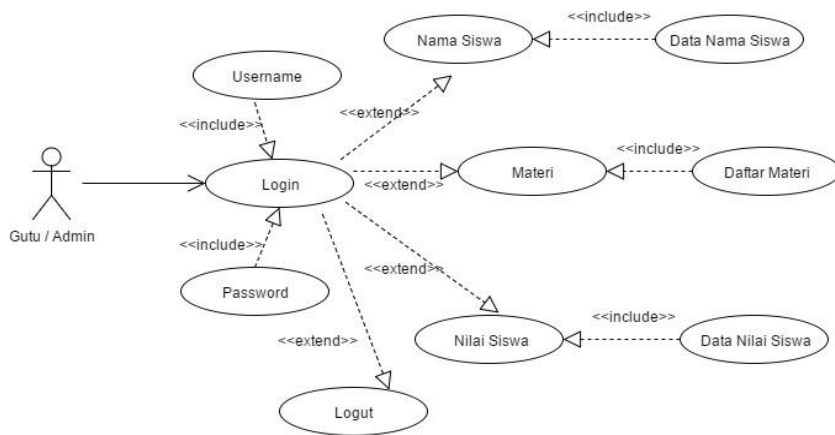 <<include>>
Nama Siswa
Data Nama Siswa
Username
<<include>>
<<extend>>
Login
Materi
<<include>>
Daftar Materi
<<extend>>
Gutu / Admin
<<include>>
<<extend>>
Password
<<include>>
Nilai Siswa
Data Nilai Siswa
<<extend>>
Logut